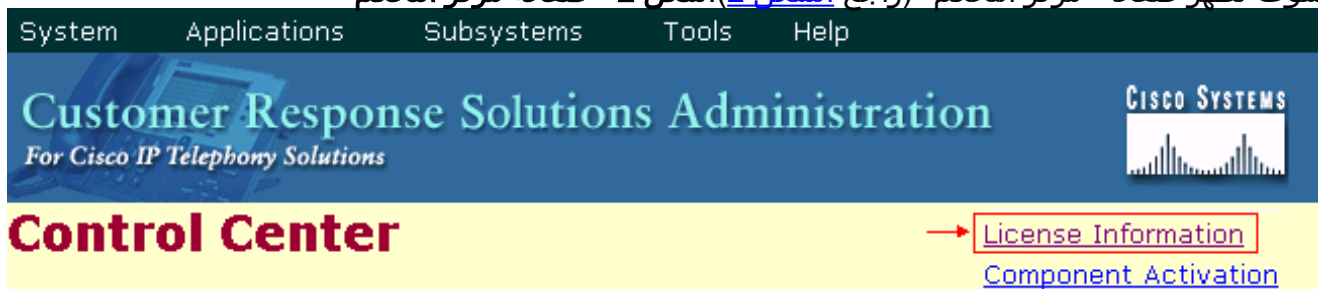 System Applications Subsystems Tools Help
Customer Response Solutions Administration
For Cisco IP Telephony Solutions
CISCO SYSTEMS
Control Center
License Information
Component Activation